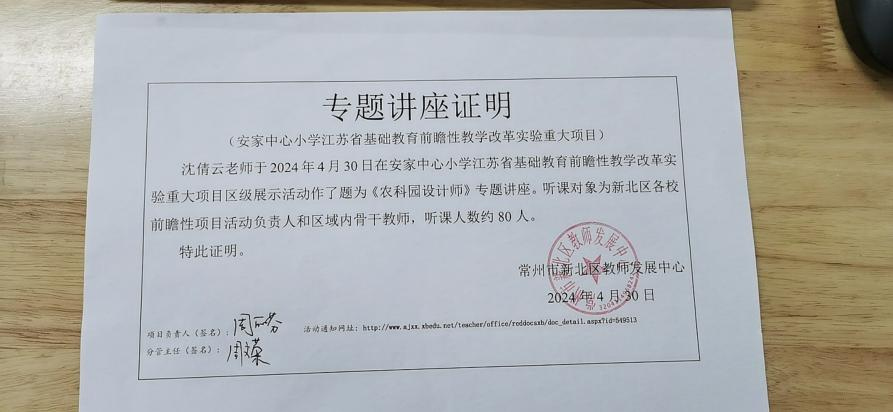 专题讲座证明
（安家中心小学江苏省基础教育前瞻性教学改革实验重大项目）
沈倩云老师于2024年4月30日在安家中心小学江苏省基础教育前瞻性教学改革实
验重大项目区级展示活动作了题为《农科园设计师》专题讲座。听课对象为新北区各校
前瞻性项目活动负责人和区域内骨干教师，听课人数约80人。
特此证明。
常州市新北区教师发展中心
2024年4月30日
项目负责人（签名）：
活动通知网址：http://www.ajxx.xbedu.net/teacher/office/reddocsxb/doc_detail.aspx?id=549513
分管主任（签名）：